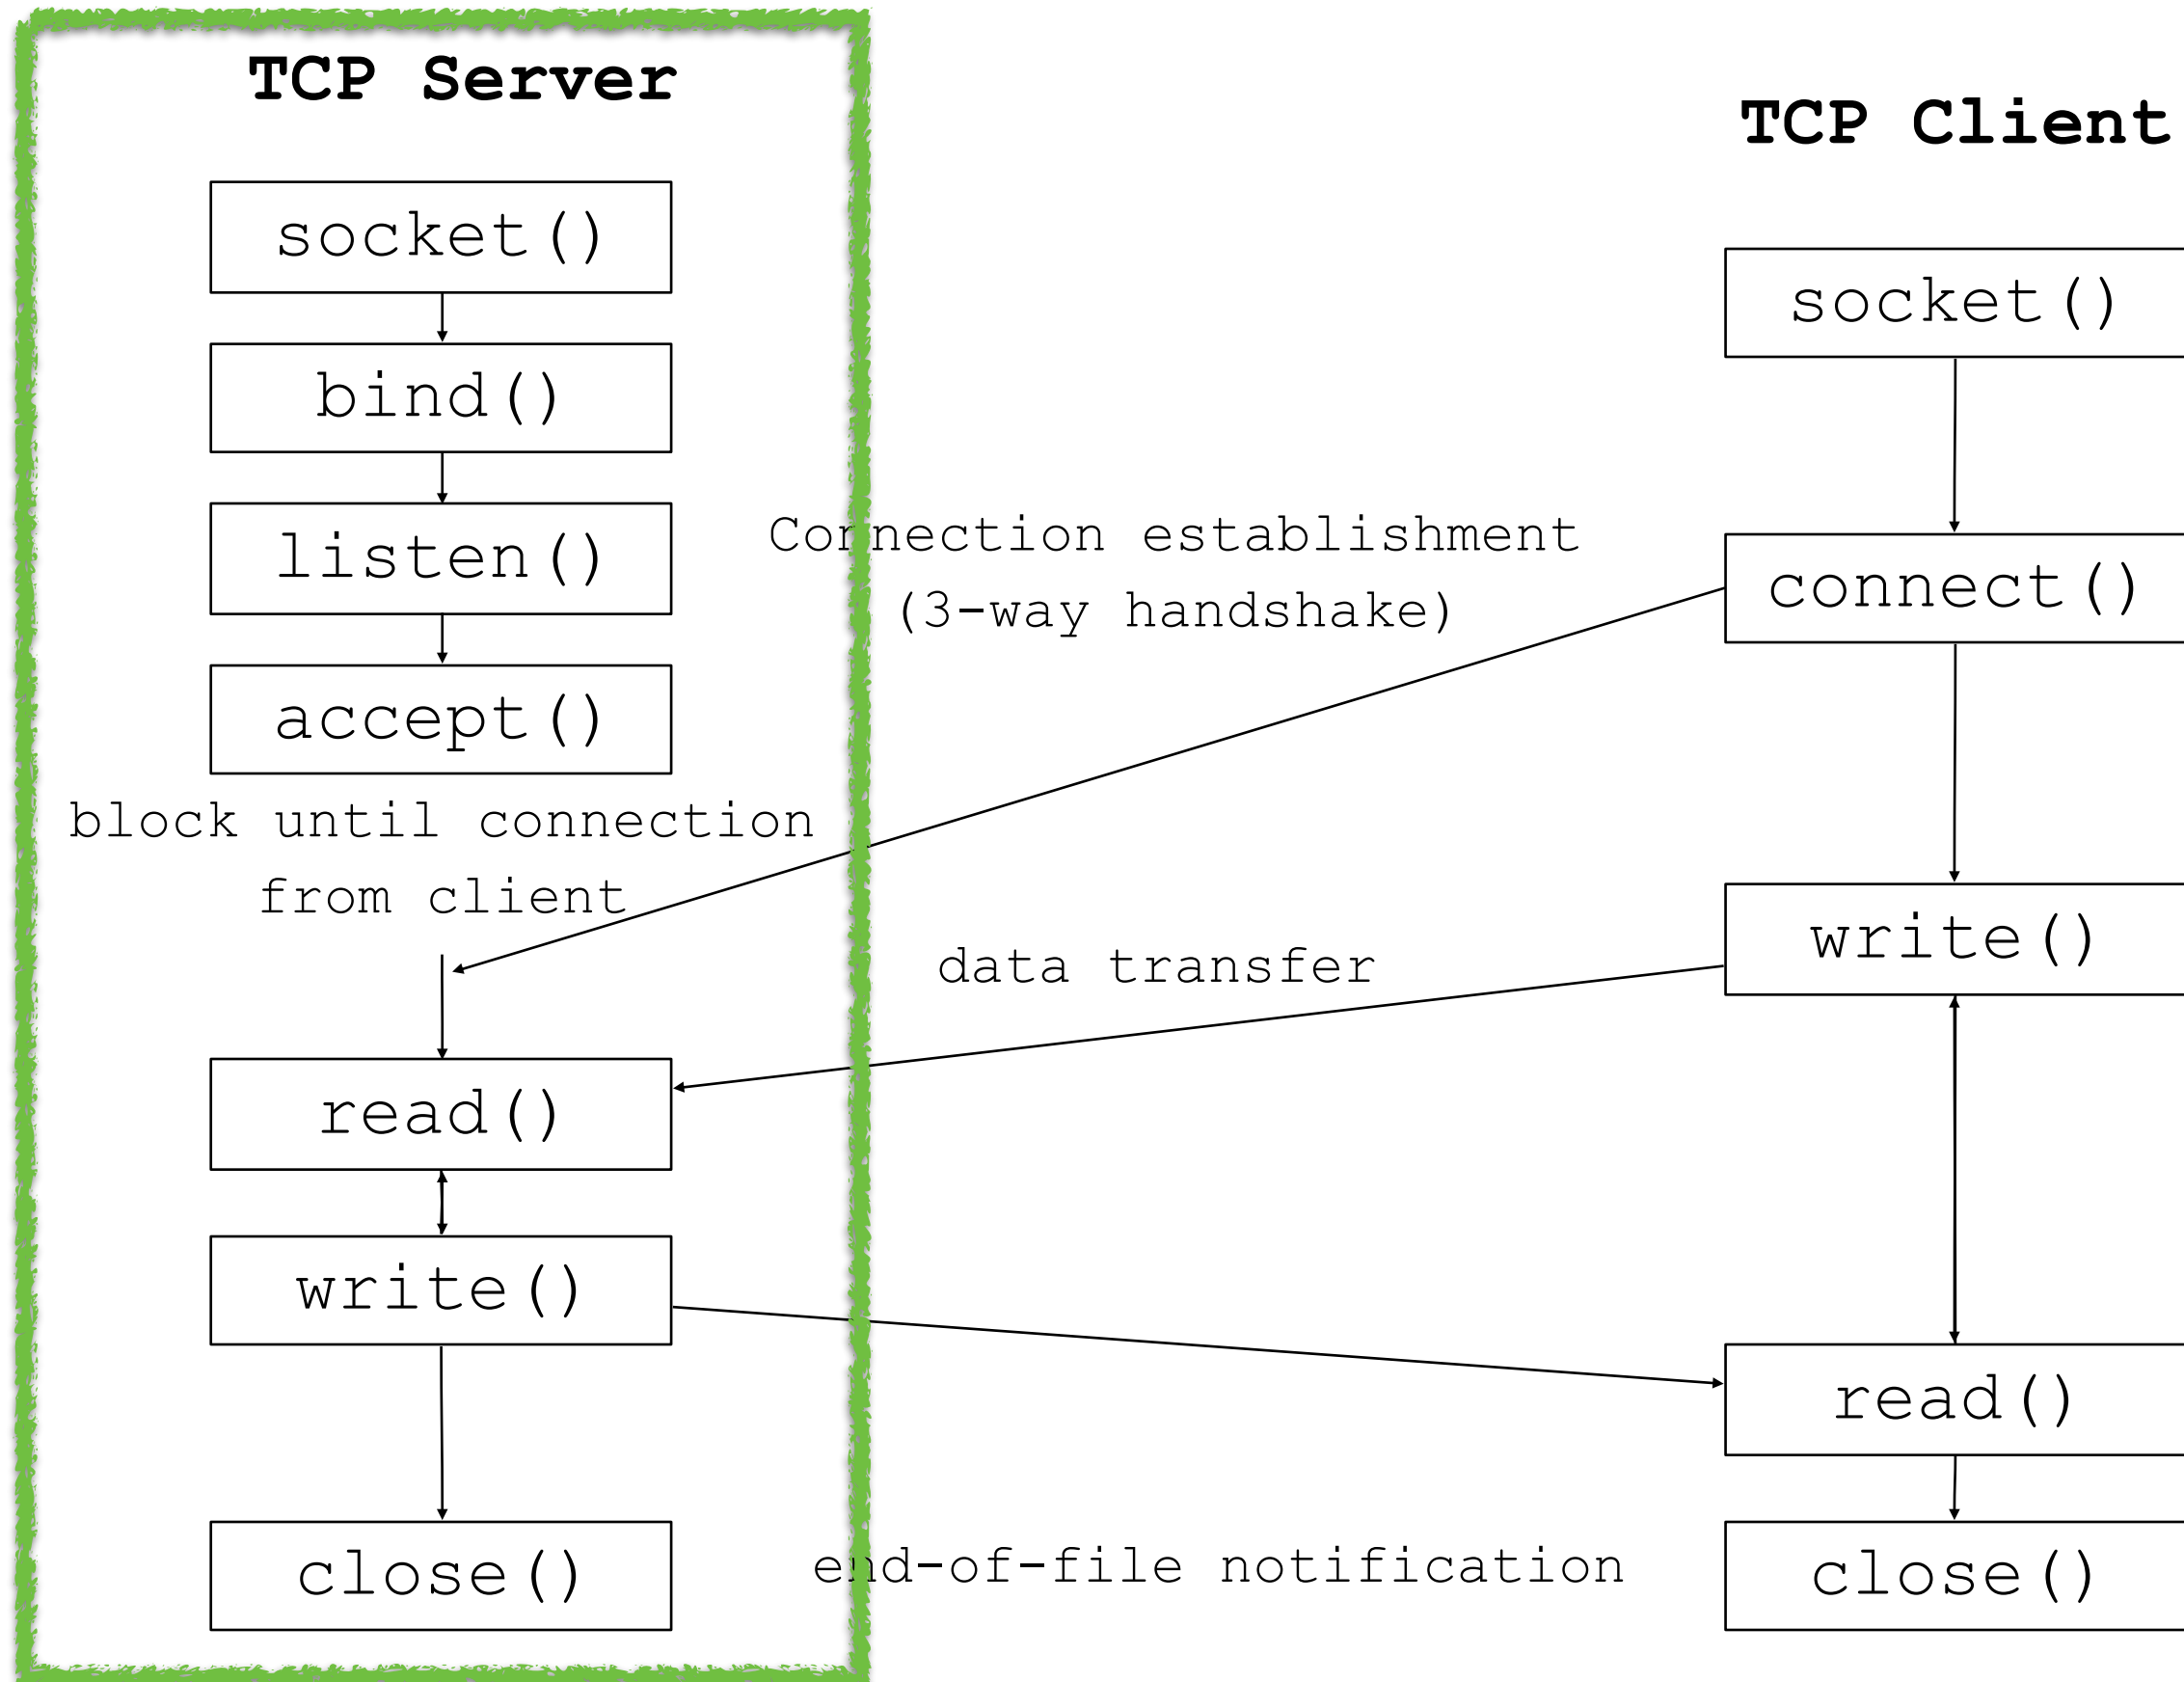 TCP Server
socket()
bind()
listen()
accept()
block until connection
from client
read()
write()
close()
Connection establishment
(3-way handshake)
data transfer
end-of-file notification
TCP Client
socket()
connect()
write()
read()
close()